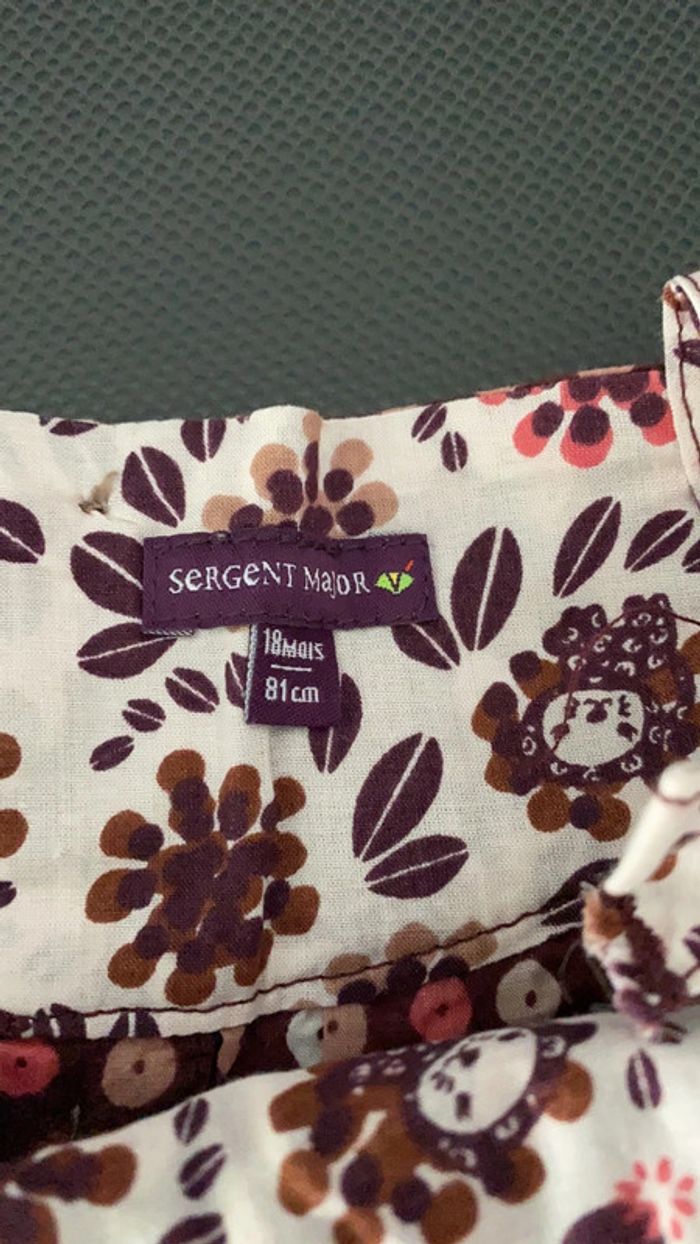 SeRGeNT MaJoR
18Mois
81cm